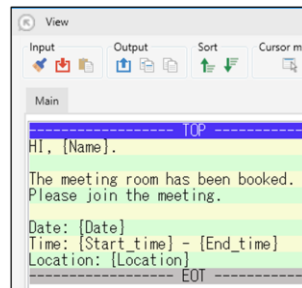 View
Input Output Sort Cursor m
Main
------------------ TOP -----------
HI, {Name}.
The meeting room has been booked.
Please join the meeting.
Date: {Date}
Time: {Start_time} - {End_time}
Location: {Location}
------------------ EOT -----------